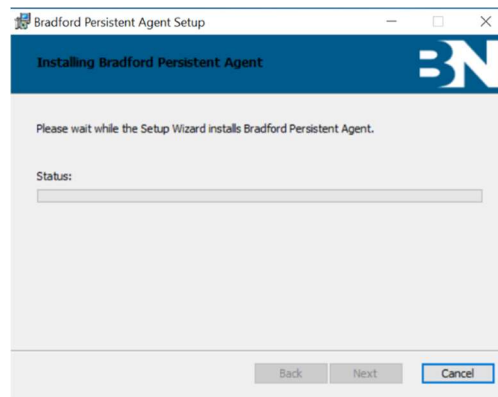 Bradford Persistent Agent Setup
Installing Bradford Persistent Agent
BN
Please wait while the Setup Wizard installs Bradford Persistent Agent.
Status:
Back Next Cancel